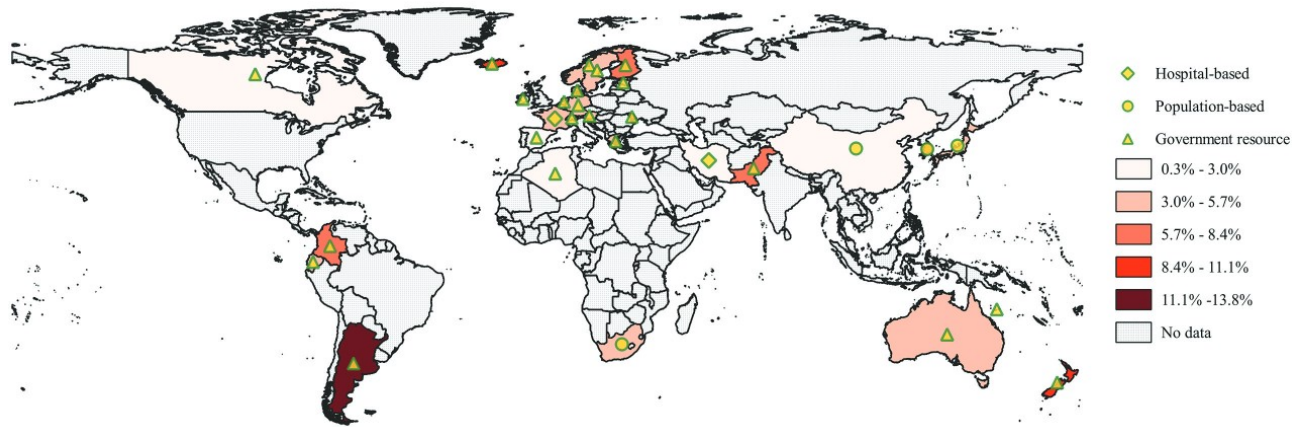 Hospital-based
Population-based
Government resource
0.3% - 3.0%
3.0% - 5.7%
5.7% - 8.4%
8.4% - 11.1%
11.1% -13.8%
No data